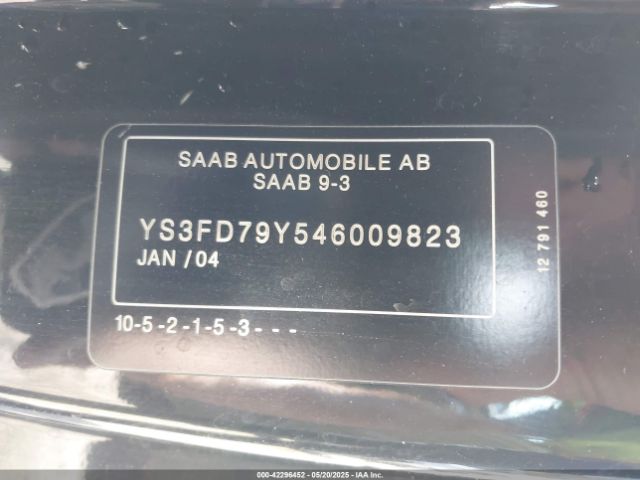 SAAB AUTOMOBILE AB
SAAB 9-3
YS3FD79Y546009823
JAN / 04
10-5-2-1-5-3- - -
12 791 460
000-42296452 | 05/20/2025 | IAA Inc.